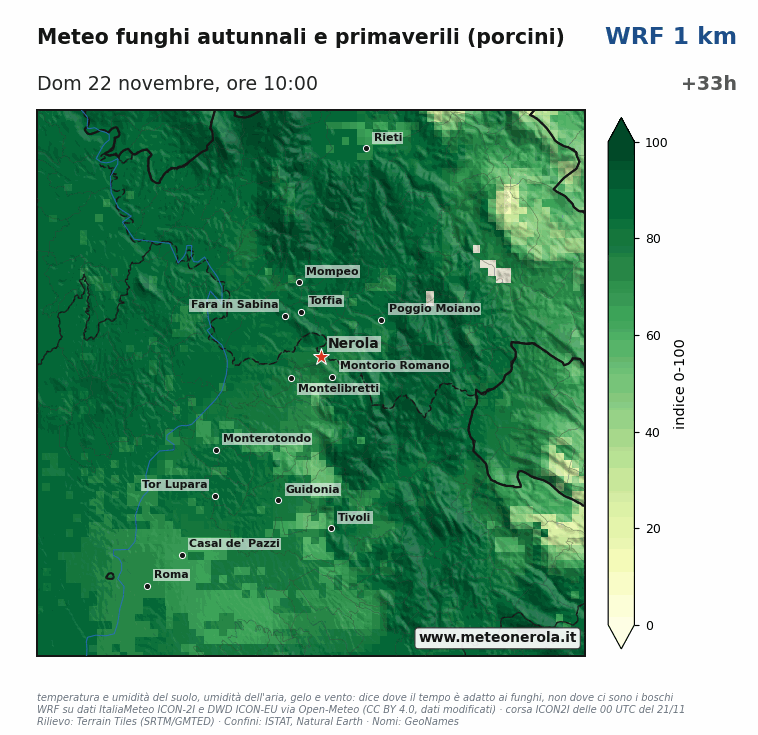 Meteo funghi autunnali e primaverili (porcini)
WRF 1 km
Dom 22 novembre, ore 10:00
+33h
Rieti
Mompeo
Toffia
Fara in Sabina
Poggio Moiano
Nerola
Montorio Romano
Montelibretti
Monterotondo
Tor Lupara
Guidonia
Tivoli
Casal de' Pazzi
Roma
www.meteonerola.it
100
80
60
40
20
0
indice 0-100
temperatura e umidità del suolo, umidità dell'aria, gelo e vento: dice dove il tempo è adatto ai funghi, non dove ci sono i boschi
WRF su dati ItaliaMeteo ICON-2I e DWD ICON-EU via Open-Meteo (CC BY 4.0, dati modificati) · corsa ICON2I delle 00 UTC del 21/11
Rilievo: Terrain Tiles (SRTM/GMTED) · Confini: ISTAT, Natural Earth · Nomi: GeoNames